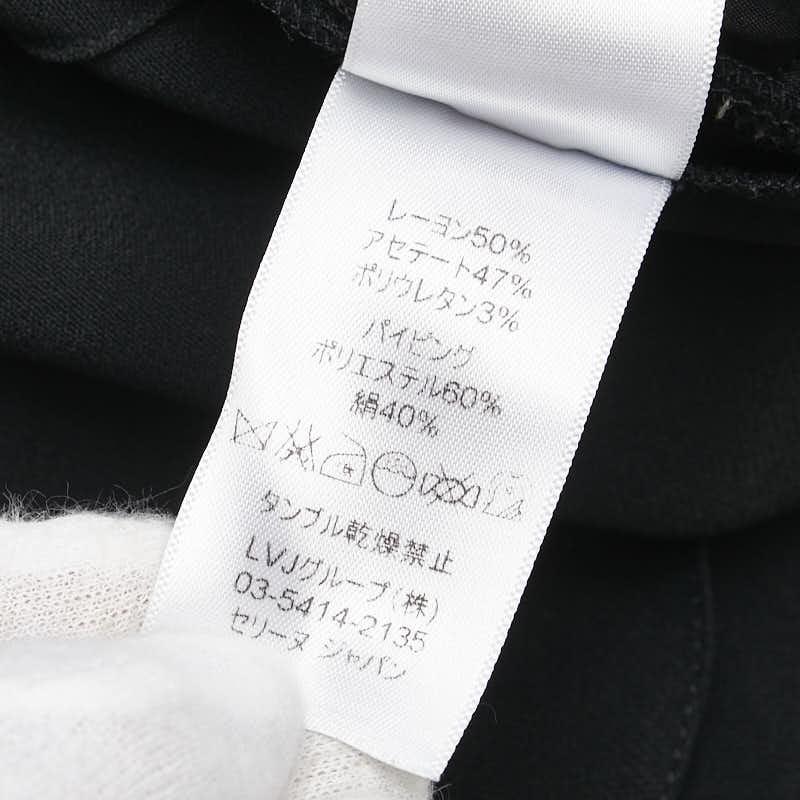 レーヨン50%
アセテート47%
ポリウレタン3%
パイピング
ポリエステル60%
絹40%
タンブル乾燥禁止
LVJグループ(株)
03-5414-2135
セリーヌ ジャパン